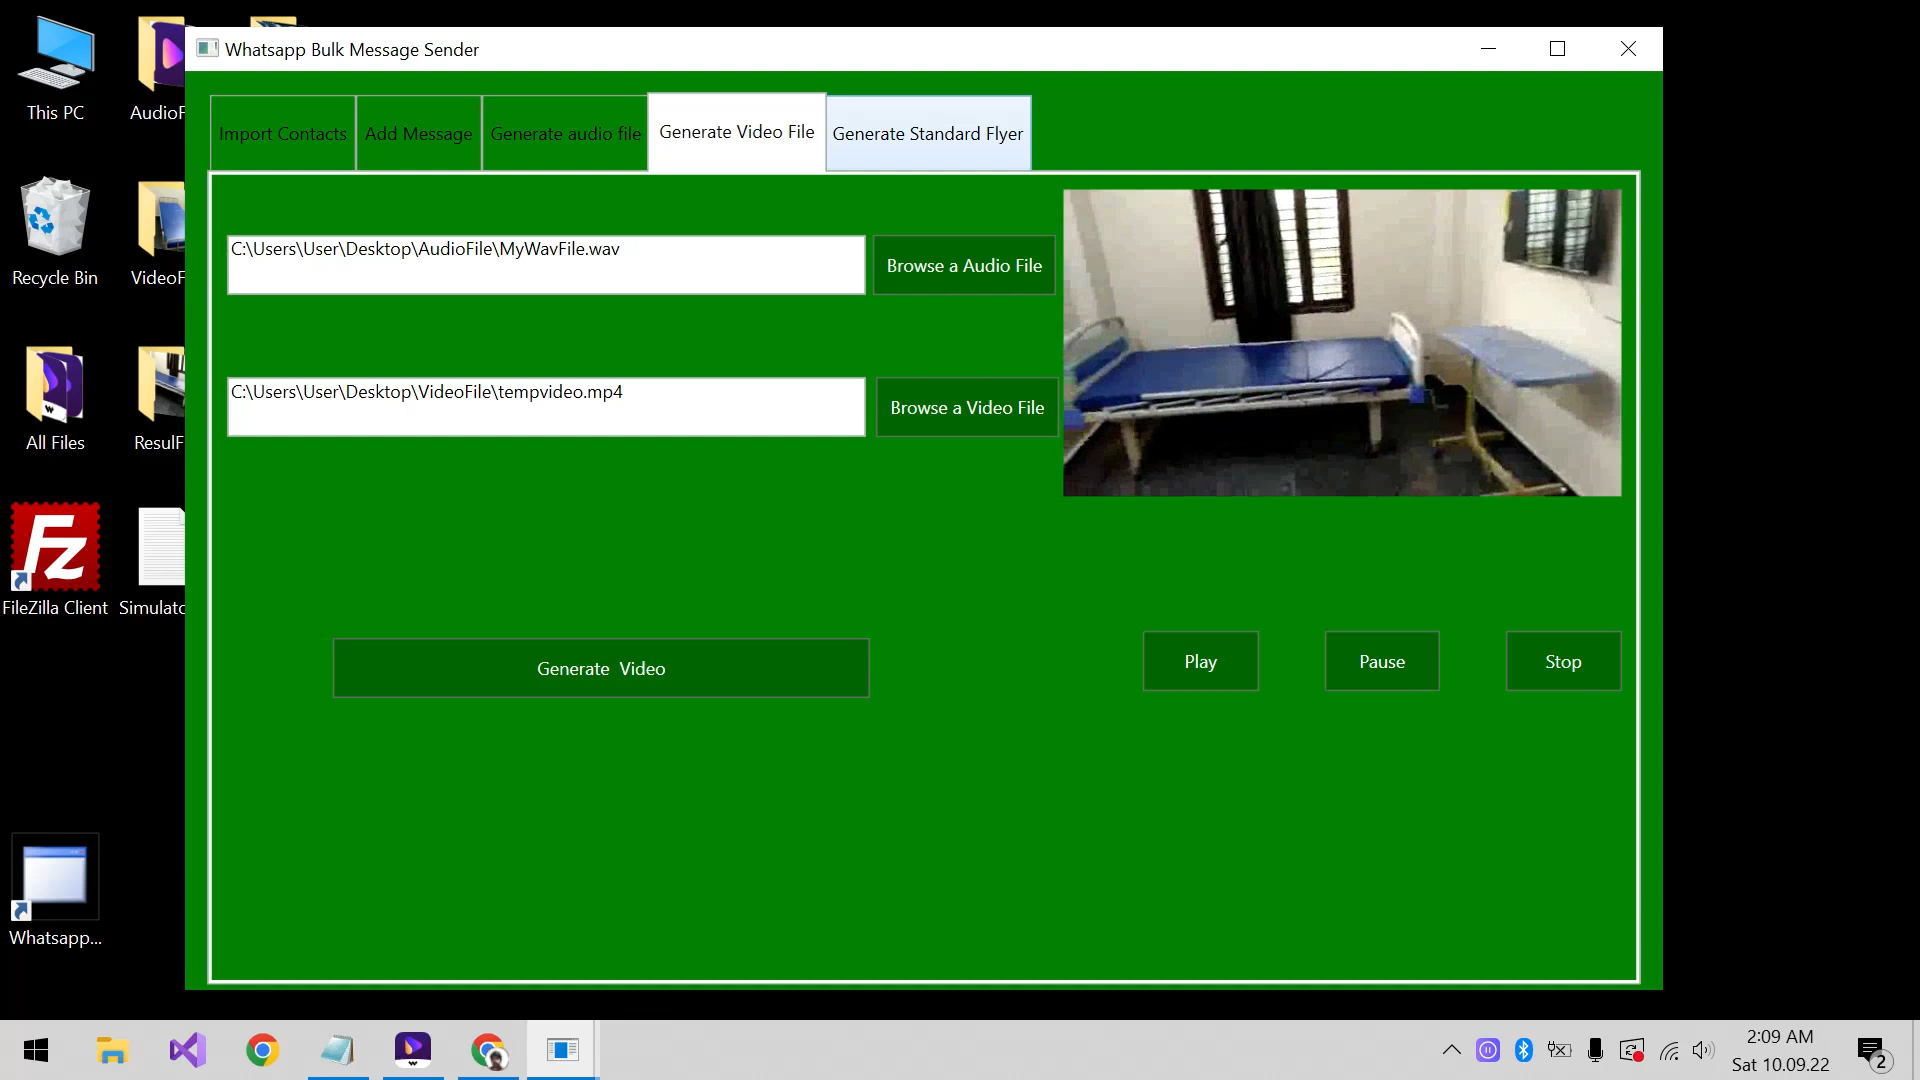 Whatsapp Bulk Message Sender
Import Contacts
Add Message
Generate audio file
Generate Video File
Generate Standard Flyer
C:\Users\User\Desktop\AudioFile\MyWavFile.wav
Browse a Audio File
C:\Users\User\Desktop\VideoFile\tempvideo.mp4
Browse a Video File
Generate  Video
Play
Pause
Stop
This PC
AudioF
Recycle Bin
VideoF
All Files
ResulF
Fz
FileZilla Client
Simulato
Whatsapp...
2:09 AM
Sat 10.09.22
2